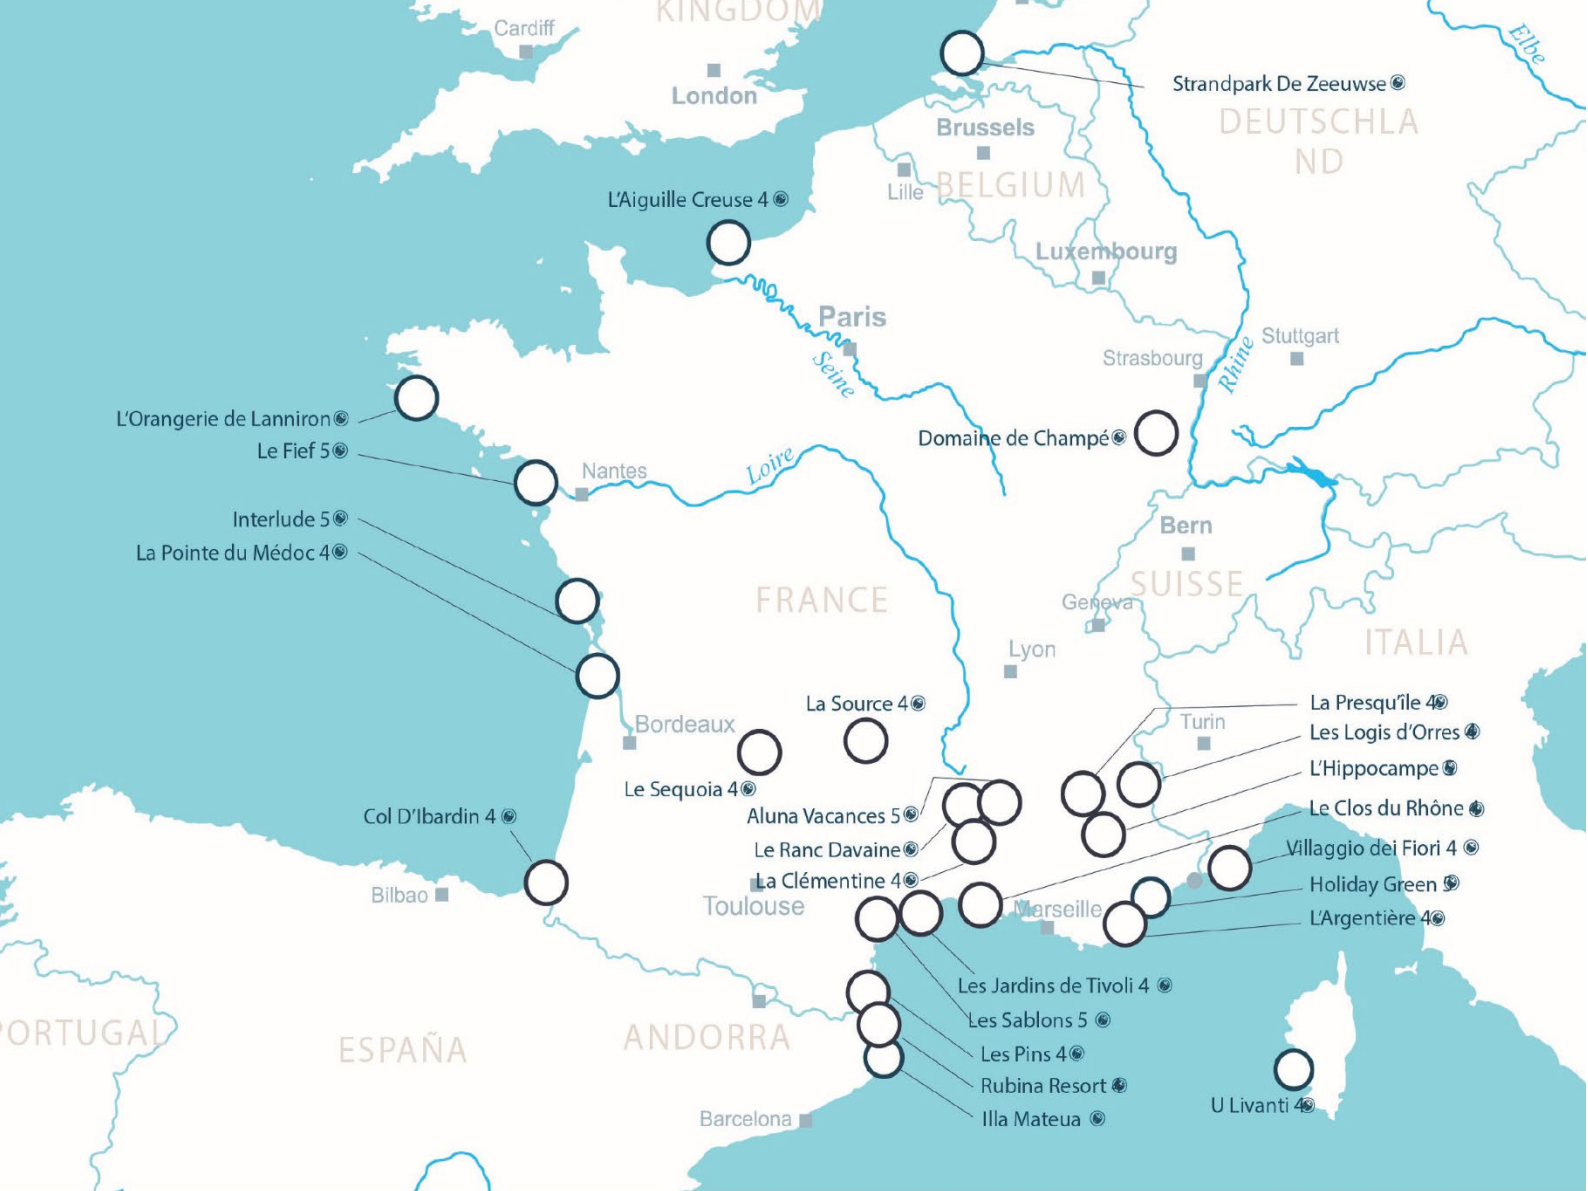 KINGDOM
Cardiff
London
Elbe
Strandpark De Zeeuwse
DEUTSCHLA
ND
Brussels
Lille
BELGIUM
L'Aiguille Creuse 4
Luxembourg
Paris
Seine
Strasbourg
Rhine
Stuttgart
L'Orangerie de Lanniron
Le Fief 5
Domaine de Champé
Nantes
Loire
Interlude 5
La Pointe du Médoc 4
Bern
SUISSE
FRANCE
Geneva
ITALIA
Lyon
La Source 4
La Presqu'île 4
Bordeaux
Turin
Les Logis d'Orres 4
L'Hippocampe
Le Sequoia 4
Aluna Vacances 5
Le Clos du Rhône 4
Col D'Ibardin 4
Le Ranc Davaine
Villaggio dei Fiori 4
La Clémentine 4
Holiday Green 5
Bilbao
Toulouse
Marseille
L'Argentière 4
Les Jardins de Tivoli 4
Les Sablons 5
PORTUGAL
ESPAÑA
ANDORRA
Les Pins 4
Rubina Resort 4
U Livanti 4
Barcelona
Illa Mateua